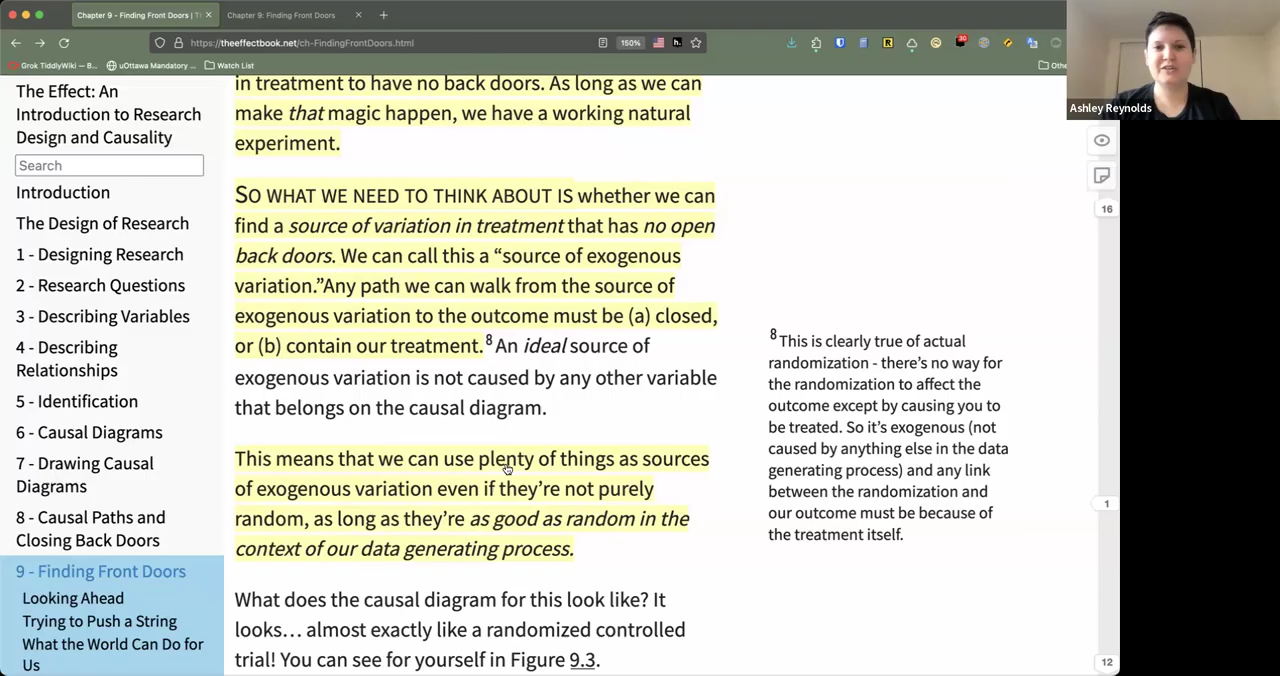 Chapter 9 - Finding Front Doors | T
Chapter 9: Finding Front Doors
https://theeffectbook.net/ch-FindingFrontDoors.html
150%
30
Grok TiddlyWiki — B...
uOttawa Mandatory ...
Watch List
Othe
Ashley Reynolds
The Effect: An
Introduction to Research
Design and Causality
Search
Introduction
The Design of Research
1 - Designing Research
2 - Research Questions
3 - Describing Variables
4 - Describing
Relationships
5 - Identification
6 - Causal Diagrams
7 - Drawing Causal
Diagrams
8 - Causal Paths and
Closing Back Doors
9 - Finding Front Doors
Looking Ahead
Trying to Push a String
What the World Can Do for
Us
in treatment to have no back doors. As long as we can
make that magic happen, we have a working natural
experiment.
SO WHAT WE NEED TO THINK ABOUT IS whether we can
find a source of variation in treatment that has no open
back doors. We can call this a “source of exogenous
variation.”Any path we can walk from the source of
exogenous variation to the outcome must be (a) closed,
or (b) contain our treatment.8 An ideal source of
exogenous variation is not caused by any other variable
that belongs on the causal diagram.
This means that we can use plenty of things as sources
of exogenous variation even if they’re not purely
random, as long as they’re as good as random in the
context of our data generating process.
What does the causal diagram for this look like? It
looks… almost exactly like a randomized controlled
trial! You can see for yourself in Figure 9.3.
8 This is clearly true of actual
randomization - there’s no way for
the randomization to affect the
outcome except by causing you to
be treated. So it’s exogenous (not
caused by anything else in the data
generating process) and any link
between the randomization and
our outcome must be because of
the treatment itself.
16
1
12